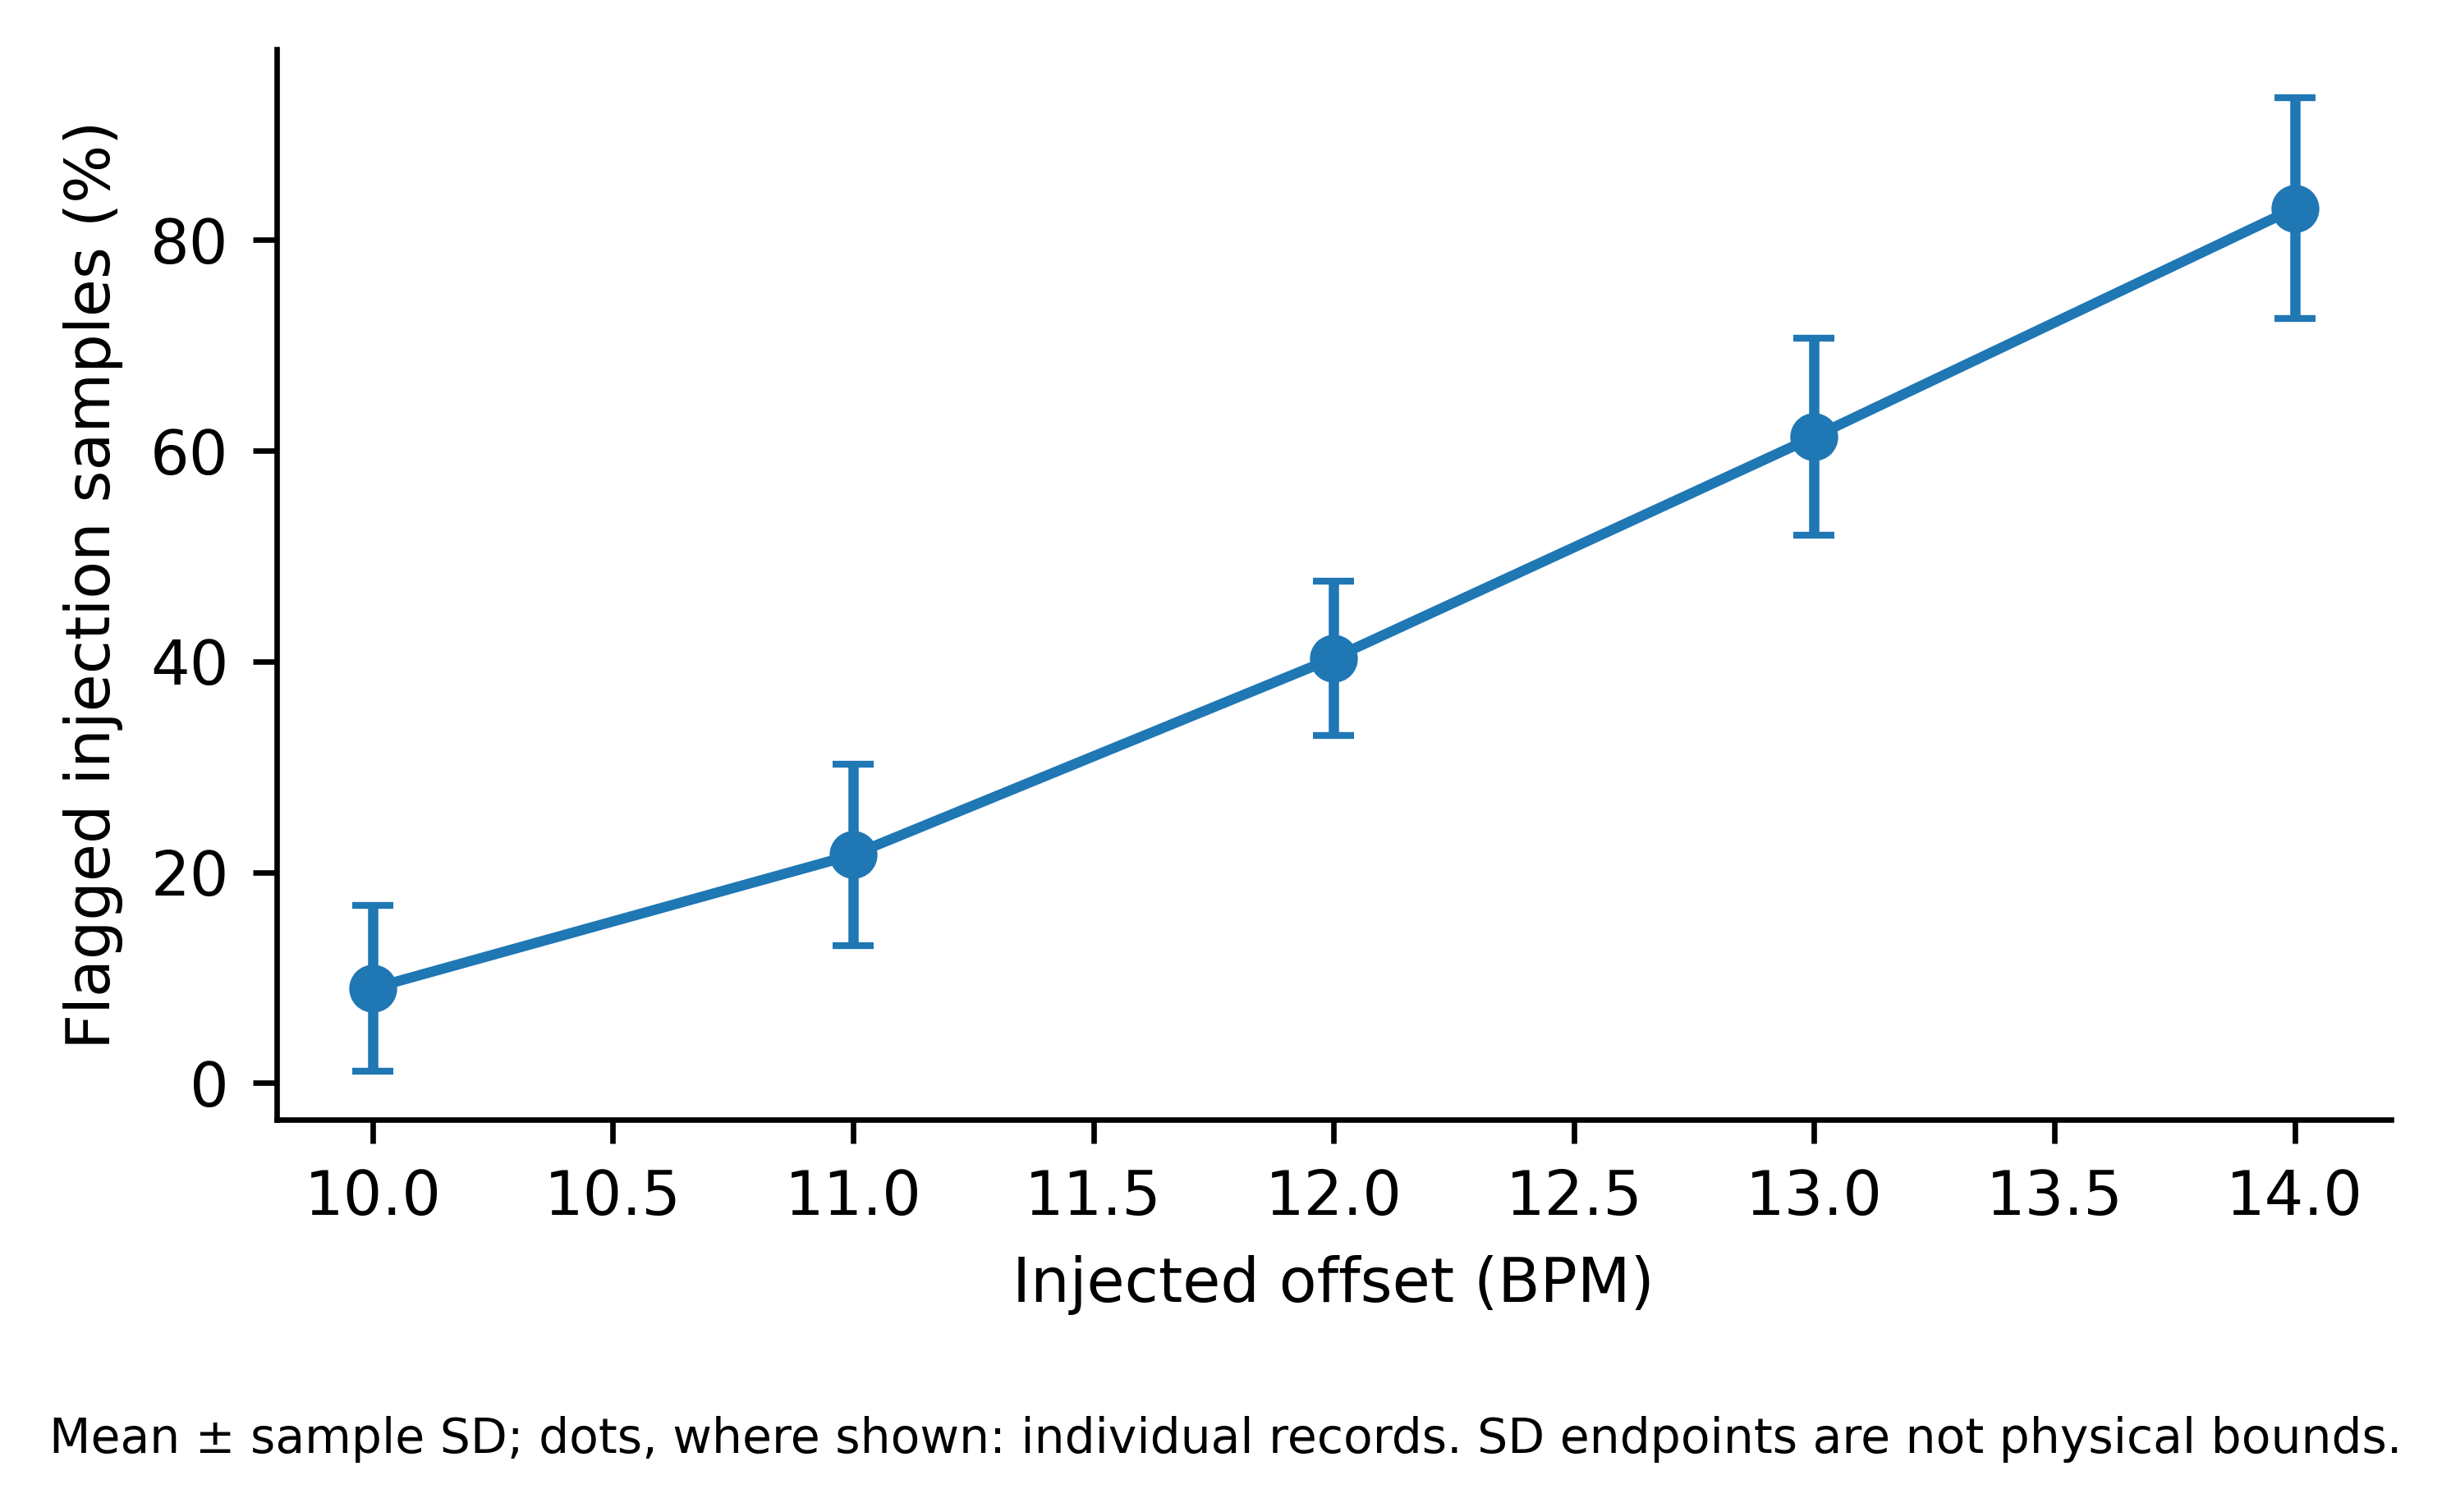 Flagged injection samples (%)
80
60
40
20
0
10.0 10.5 11.0 11.5 12.0 12.5 13.0 13.5 14.0
Injected offset (BPM)
Mean ± sample SD; dots, where shown: individual records. SD endpoints are not physical bounds.